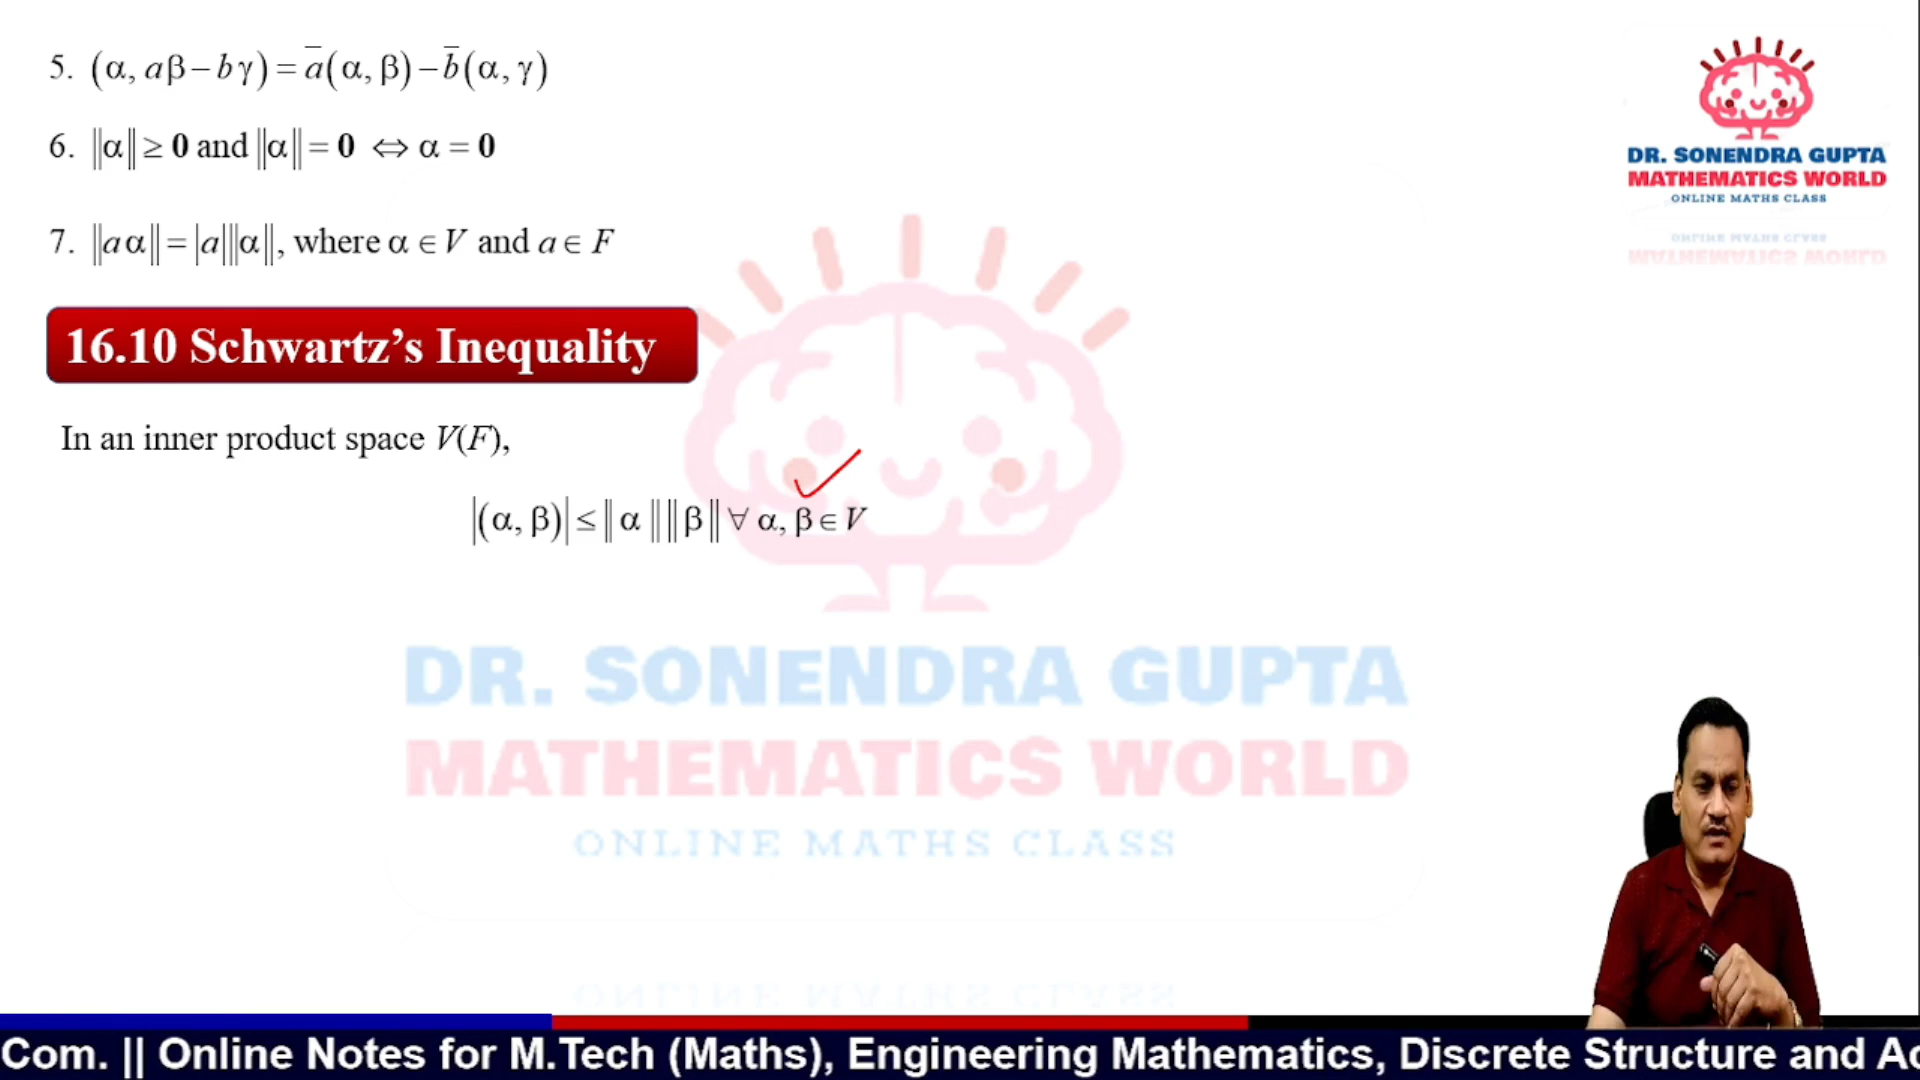 5. (α, aβ – bγ) = a̅(α, β) – b̅(α, γ)
6. ‖α‖ ≥ 0 and ‖α‖ = 0 ⇔ α = 0
7. ‖aα‖ = |a|‖α‖, where α ∈ V and a ∈ F
16.10 Schwartz’s Inequality
In an inner product space V(F),
|(α, β)| ≤ ‖α‖‖β‖ ∀ α, β ∈ V
DR. SONENDRA GUPTA
MATHEMATICS WORLD
ONLINE MATHS CLASS
DR. SONENDRA GUPTA
MATHEMATICS WORLD
ONLINE MATHS CLASS
Com. || Online Notes for M.Tech (Maths), Engineering Mathematics, Discrete Structure and